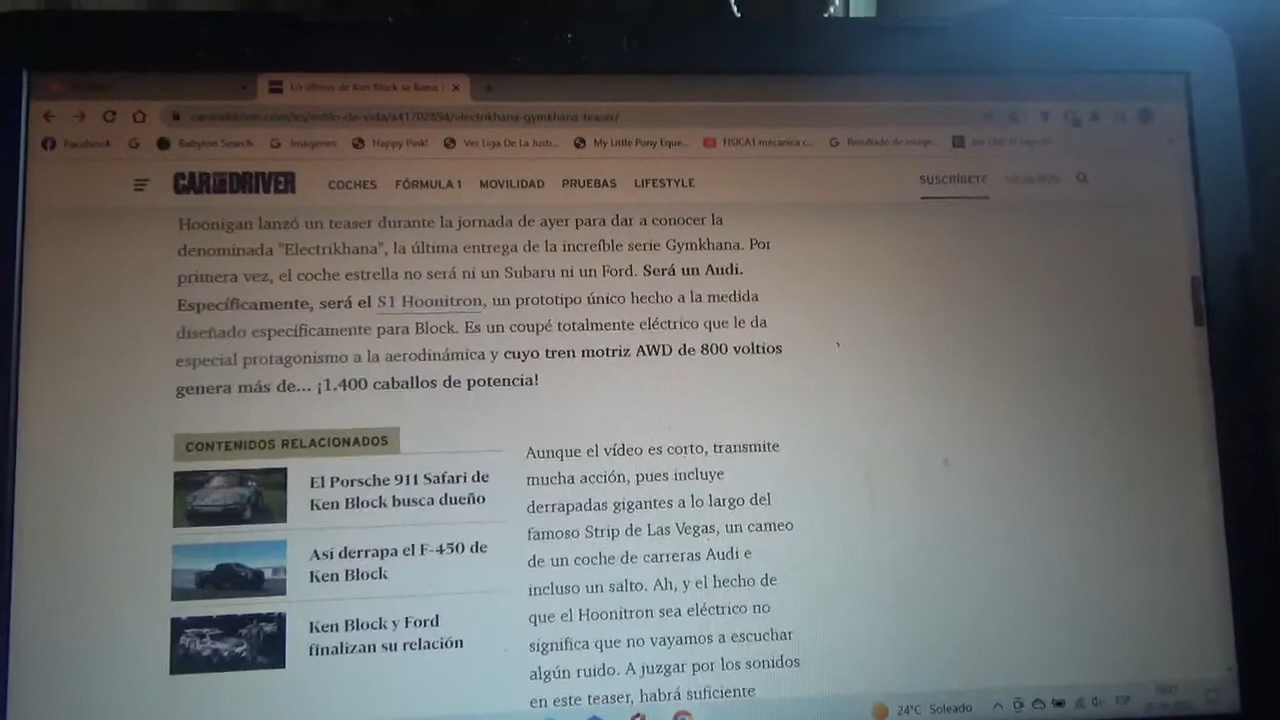 Lo último de Ken Block se llama
caranddriver.com/es/estilo-de-vida/a41702894/electrikhana-gymkhana-teaser/
Facebook
Babylon Search
Imágenes
Happy Pink!
Ver Liga De La Justi...
My Little Pony Eque...
FISICA1 mecanica c...
Resultado de image...
CAR AND DRIVER
COCHES
FÓRMULA 1
MOVILIDAD
PRUEBAS
LIFESTYLE
SUSCRÍBETE
Hoonigan lanzó un teaser durante la jornada de ayer para dar a conocer la
denominada "Electrikhana", la última entrega de la increíble serie Gymkhana. Por
primera vez, el coche estrella no será ni un Subaru ni un Ford. Será un Audi.
Específicamente, será el S1 Hoonitron, un prototipo único hecho a la medida
diseñado específicamente para Block. Es un coupé totalmente eléctrico que le da
especial protagonismo a la aerodinámica y cuyo tren motriz AWD de 800 voltios
genera más de... ¡1.400 caballos de potencia!
CONTENIDOS RELACIONADOS
El Porsche 911 Safari de
Ken Block busca dueño
Así derrapa el F-450 de
Ken Block
Ken Block y Ford
finalizan su relación
Aunque el vídeo es corto, transmite
mucha acción, pues incluye
derrapadas gigantes a lo largo del
famoso Strip de Las Vegas, un cameo
de un coche de carreras Audi e
incluso un salto. Ah, y el hecho de
que el Hoonitron sea eléctrico no
significa que no vayamos a escuchar
algún ruido. A juzgar por los sonidos
en este teaser, habrá suficiente
24°C Soleado
ESP